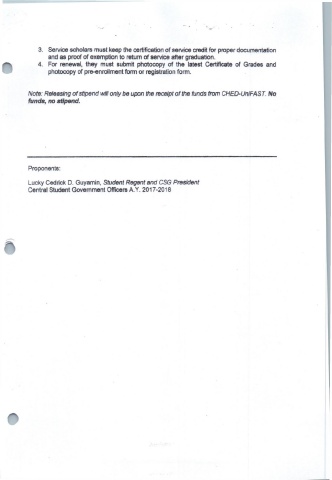 3. Service scholars must keep the certification of service credit for proper documentation
and as proof of exemption to return of service after graduation.
4. For renewal, they must submit photocopy of the latest Certificate of Grades and
photocopy of pre-enrollment form or registration form.
Note: Releasing of stipend will only be upon the receipt of the funds from CHED-UniFAST. No
funds, no stipend.
Proponents:
Lucky Cedrick D. Guyamin, Student Regent and CSG President
Central Student Government Officers A.Y. 2017-2018